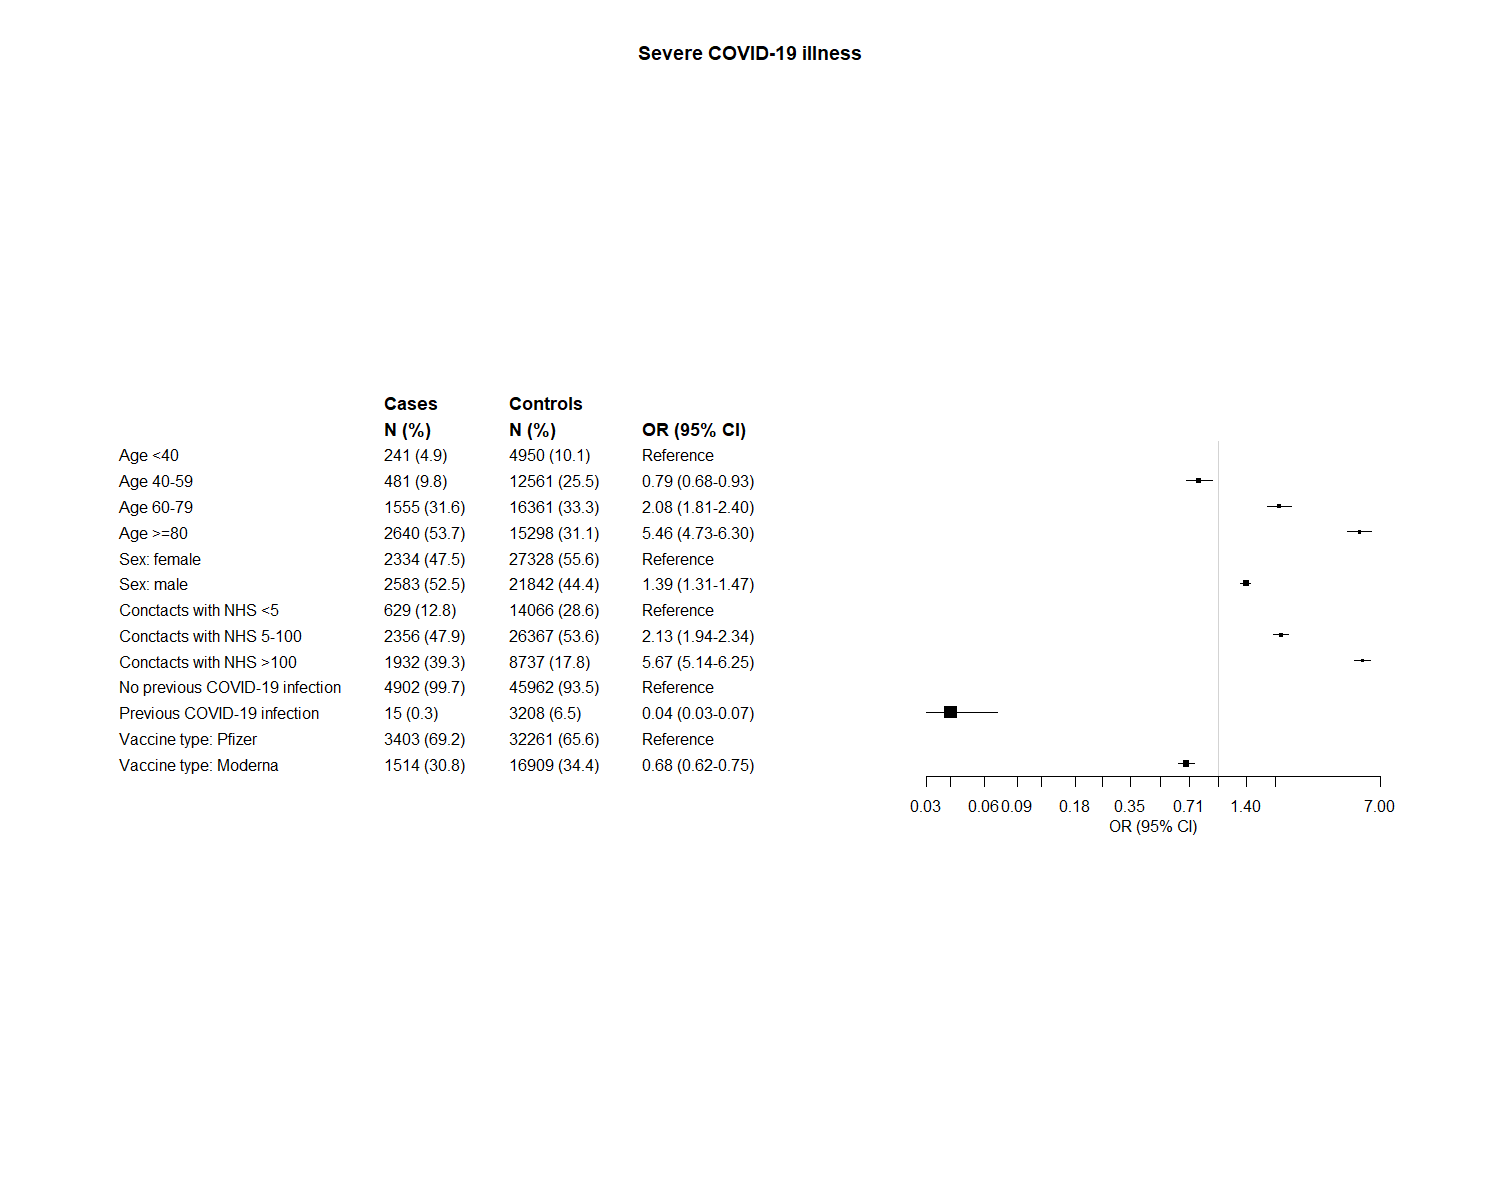 Severe COVID-19 illness
Cases Controls
N (%) N (%) OR (95% CI)
Age <40 241 (4.9) 4950 (10.1) Reference
Age 40-59 481 (9.8) 12561 (25.5) 0.79 (0.68-0.93)
Age 60-79 1555 (31.6) 16361 (33.3) 2.08 (1.81-2.40)
Age >=80 2640 (53.7) 15298 (31.1) 5.46 (4.73-6.30)
Sex: female 2334 (47.5) 27328 (55.6) Reference
Sex: male 2583 (52.5) 21842 (44.4) 1.39 (1.31-1.47)
Conctacts with NHS <5 629 (12.8) 14066 (28.6) Reference
Conctacts with NHS 5-100 2356 (47.9) 26367 (53.6) 2.13 (1.94-2.34)
Conctacts with NHS >100 1932 (39.3) 8737 (17.8) 5.67 (5.14-6.25)
No previous COVID-19 infection 4902 (99.7) 45962 (93.5) Reference
Previous COVID-19 infection 15 (0.3) 3208 (6.5) 0.04 (0.03-0.07)
Vaccine type: Pfizer 3403 (69.2) 32261 (65.6) Reference
Vaccine type: Moderna 1514 (30.8) 16909 (34.4) 0.68 (0.62-0.75)
0.03 0.06 0.09 0.18 0.35 0.71 1.40 7.00
OR (95% CI)